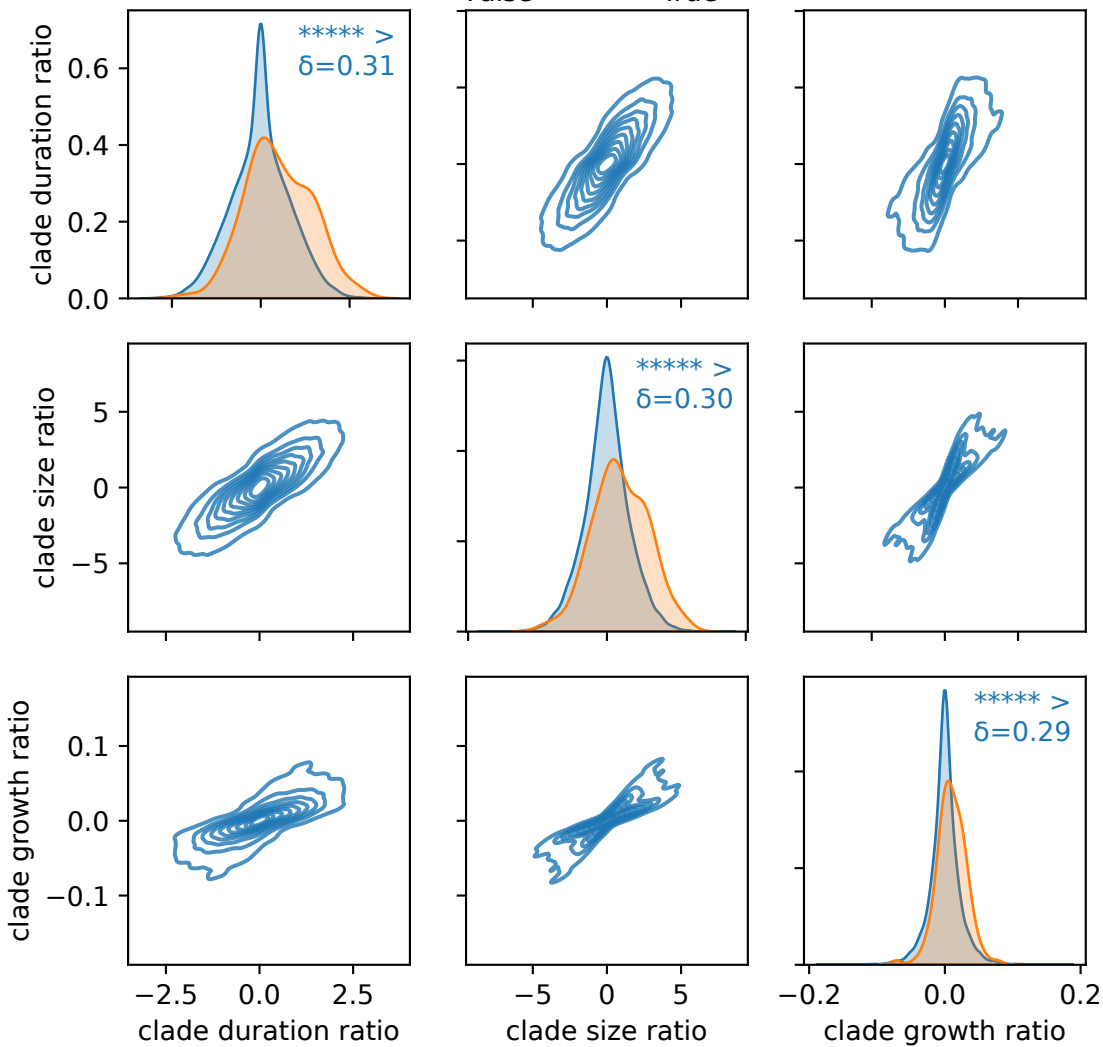 ***** >
δ=0.31
clade duration ratio
0.6
0.4
0.2
0.0
***** >
δ=0.30
clade size ratio
5
0
−5
***** >
δ=0.29
clade growth ratio
0.1
0.0
−0.1
−2.5 0.0 2.5
−5 0 5
−0.2 0.0 0.2
clade duration ratio
clade size ratio
clade growth ratio